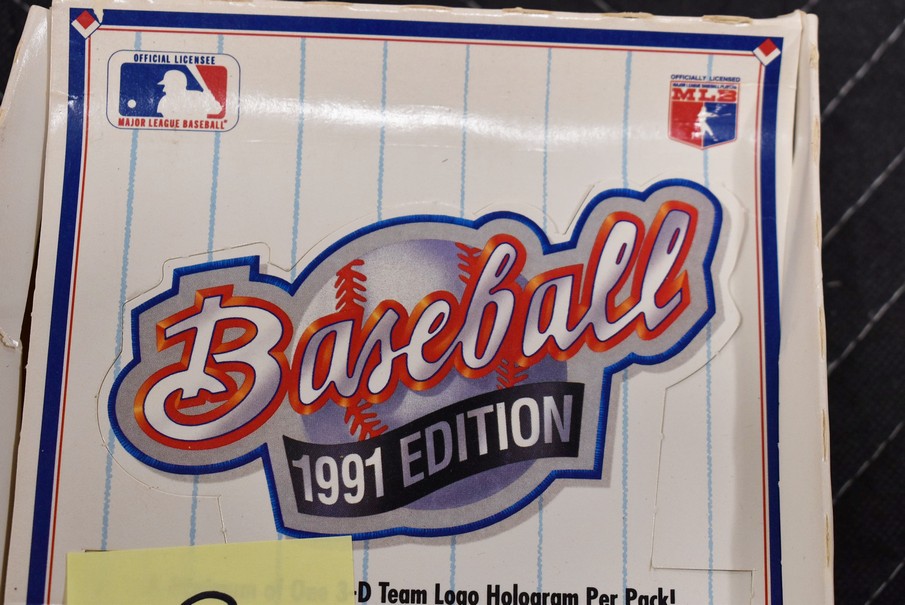 OFFICIAL LICENSEE
MAJOR LEAGUE BASEBALL®
OFFICIALLY LICENSED
MLB
Baseball
1991 EDITION
-D Team Logo Hologram Per Pack!